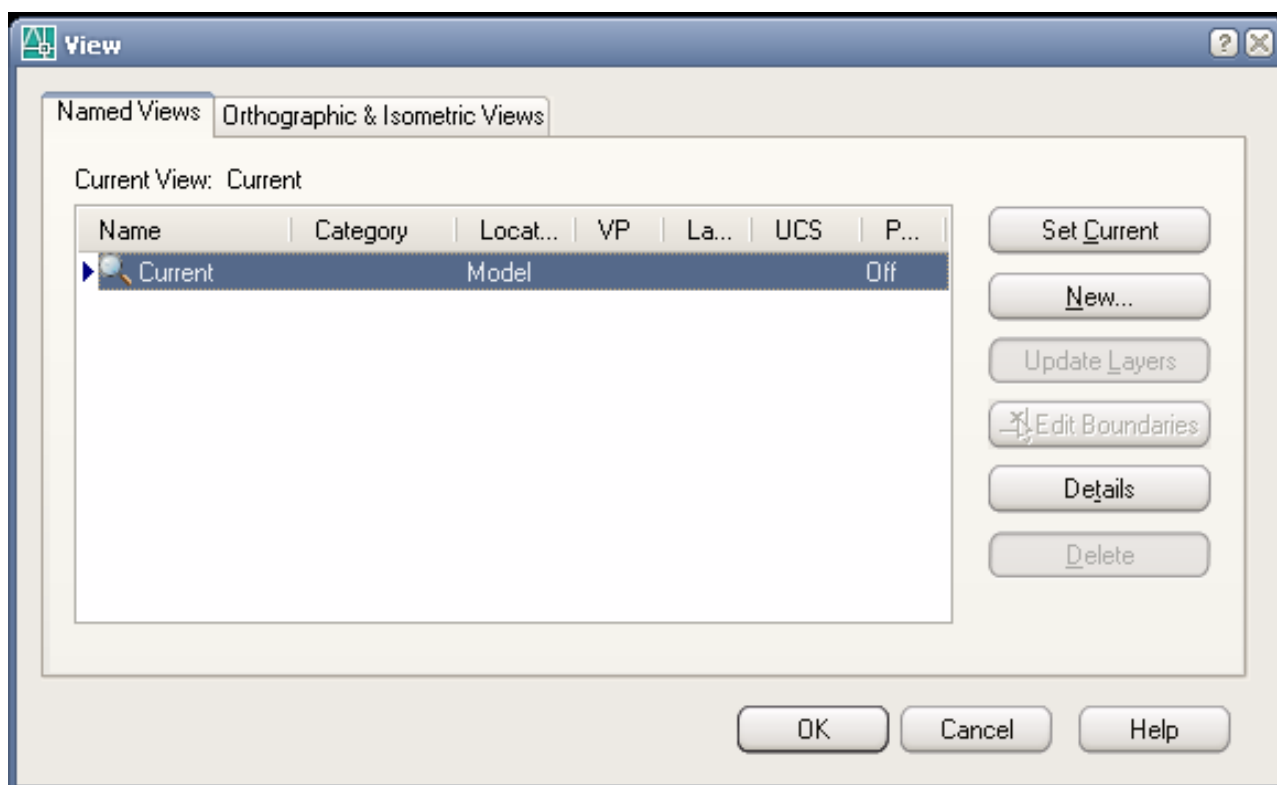 View
Named Views
Orthographic & Isometric Views
Current View: Current
Name Category Locat... VP La... UCS P...
Current Model Off
Set Current
New...
Update Layers
Edit Boundaries
Details
Delete
OK Cancel Help